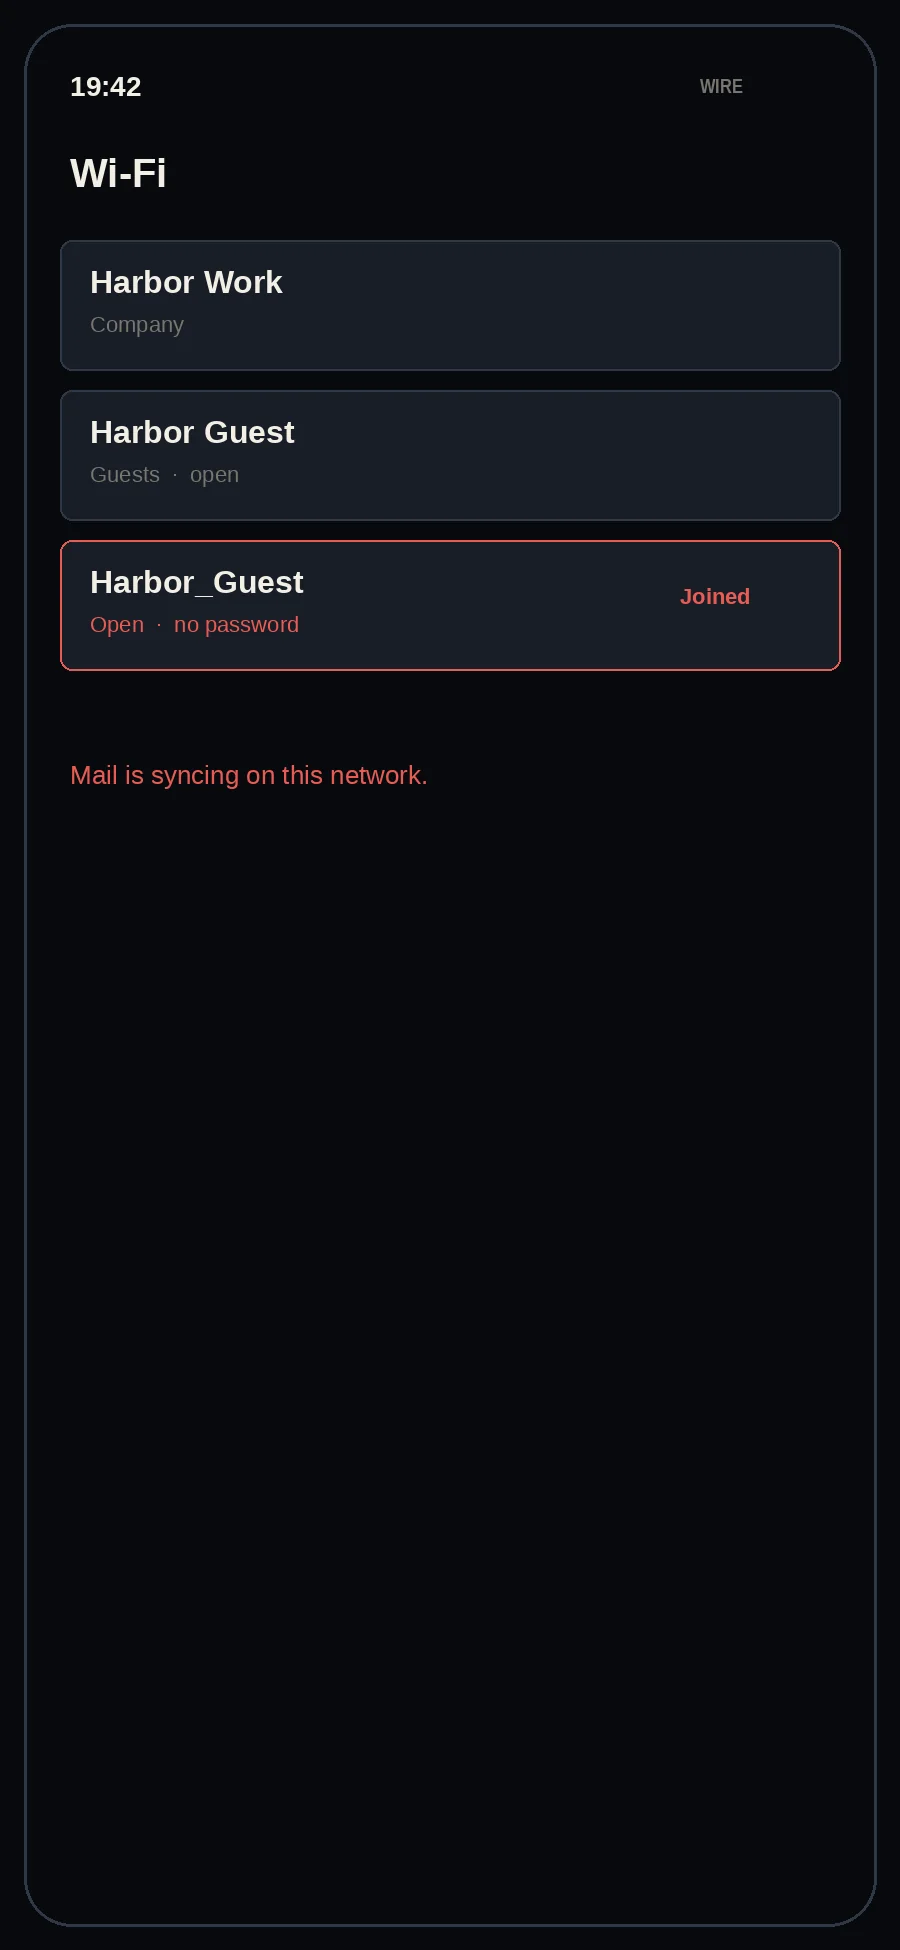 19:42 WIRE
Wi-Fi
Harbor Work
Company
Harbor Guest
Guests · open
Harbor_Guest
Joined
Open · no password
Mail is syncing on this network.